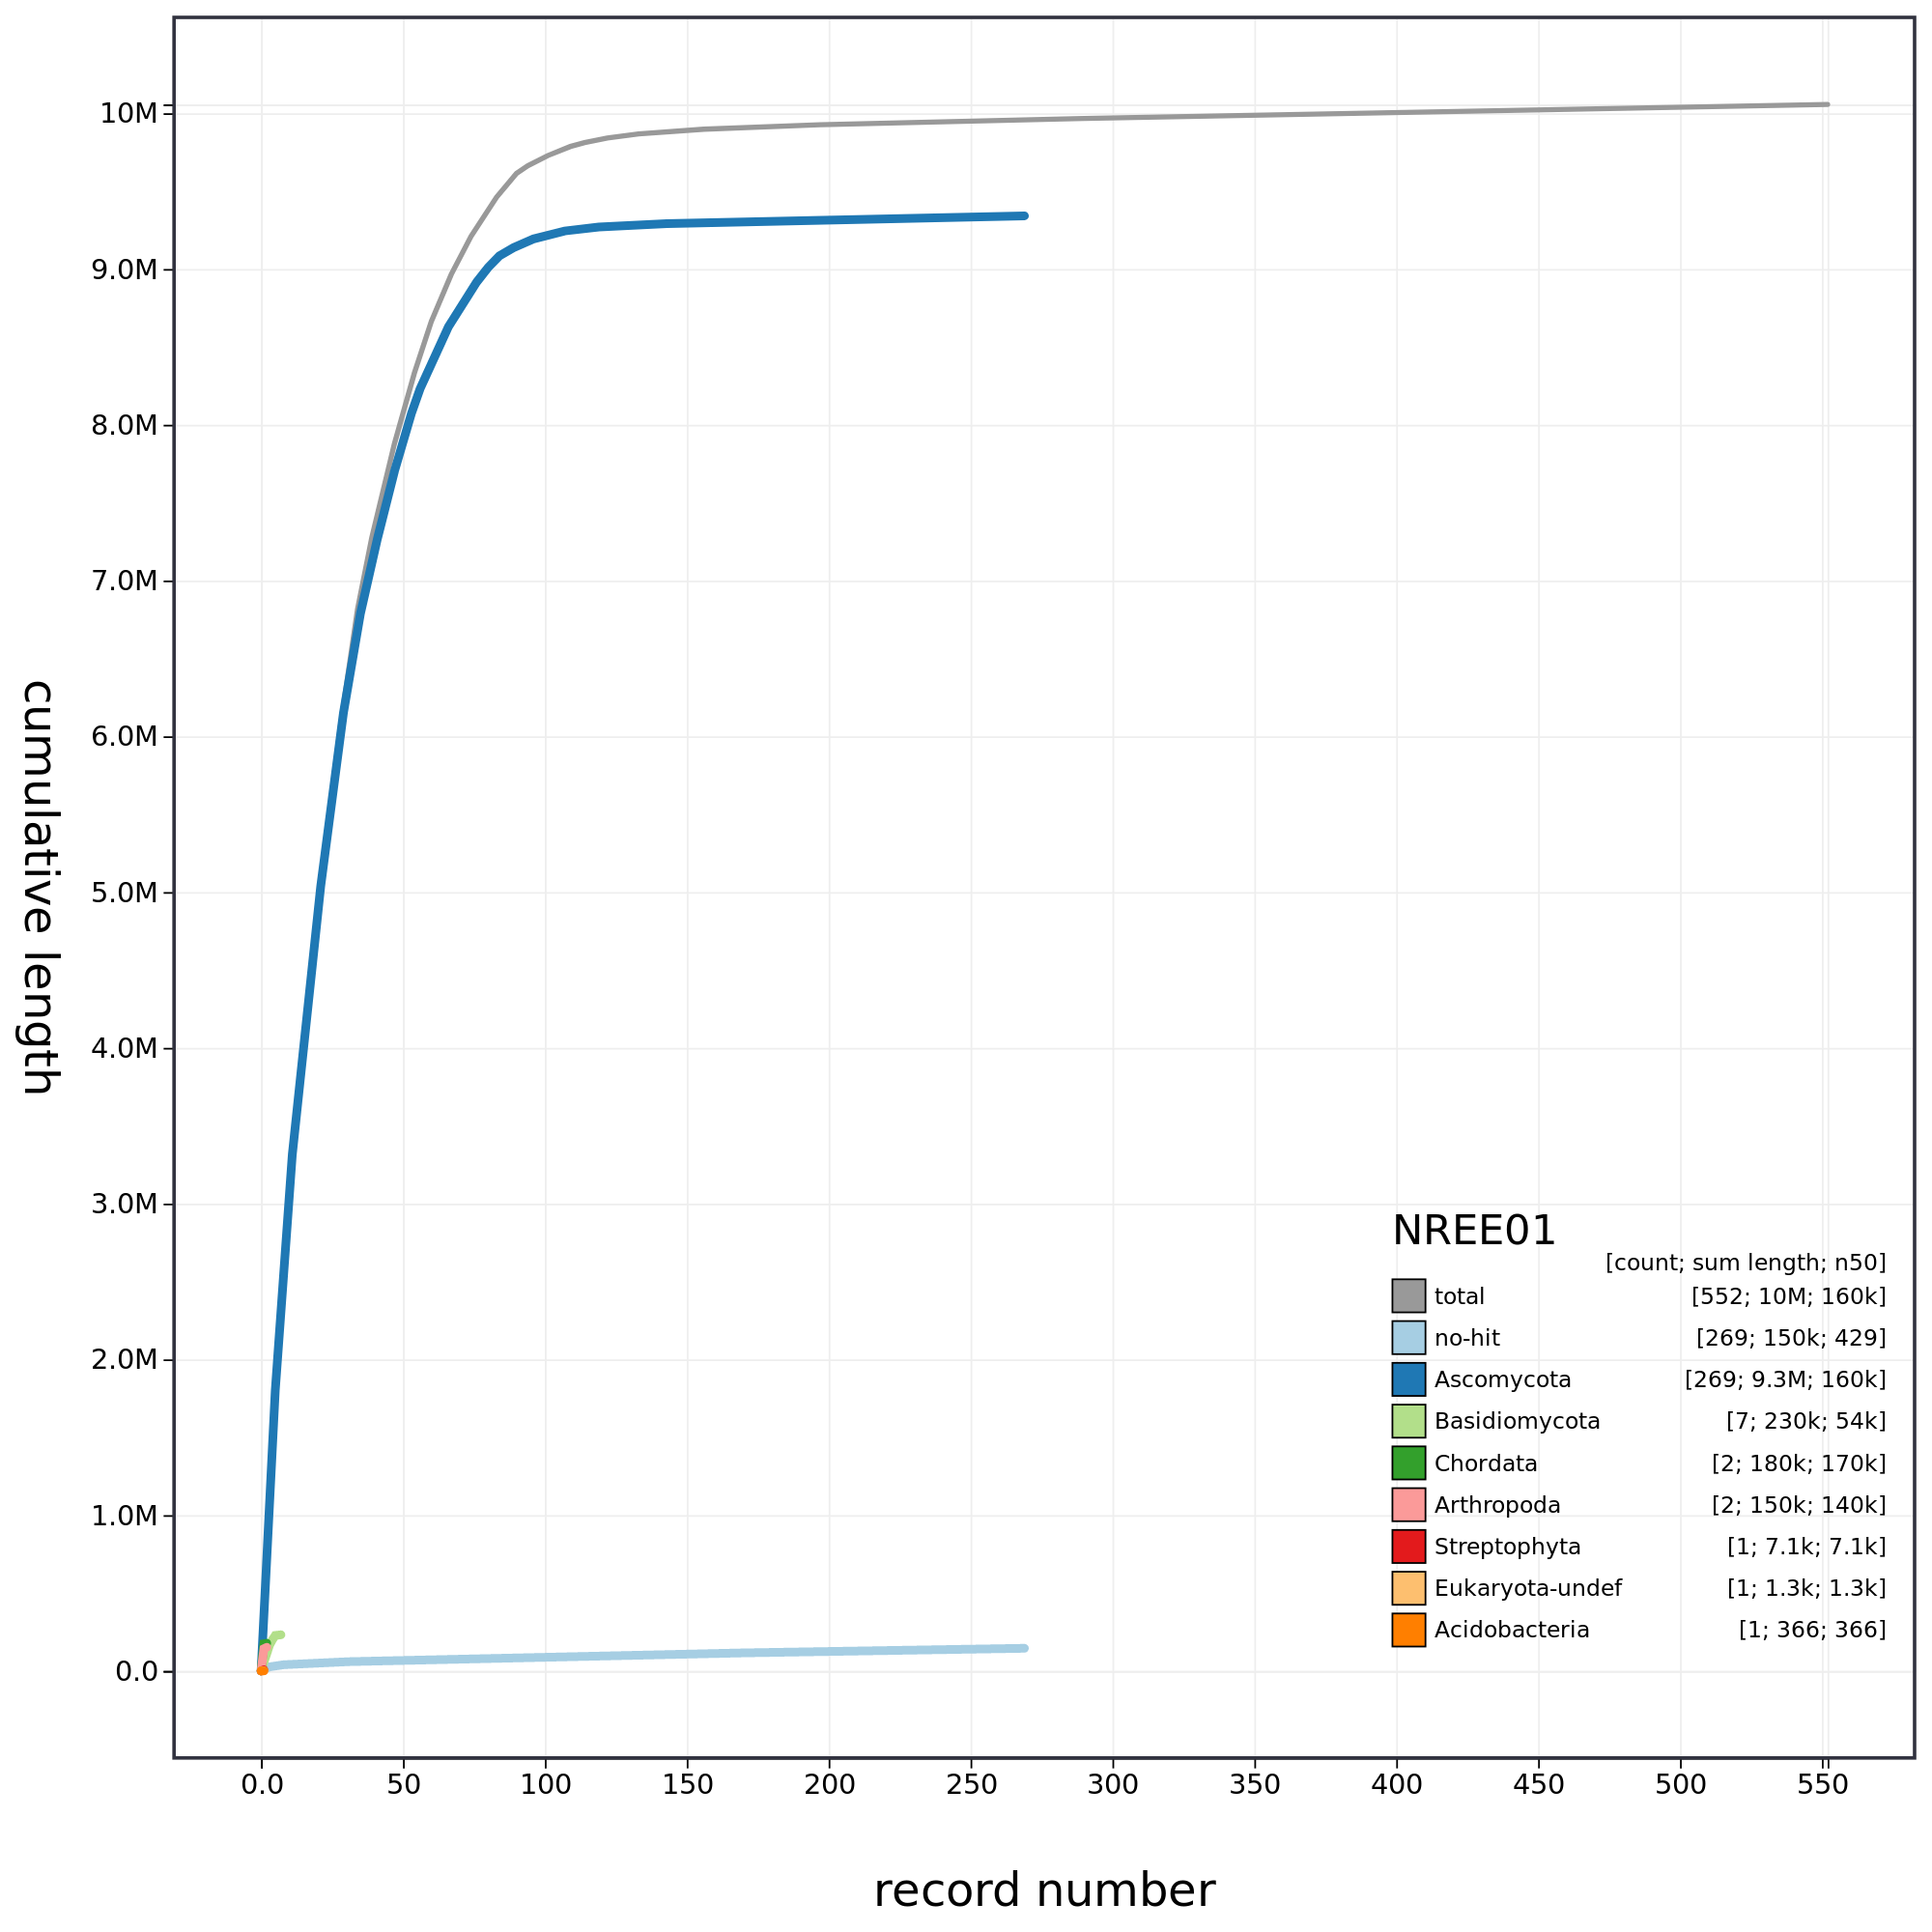 10M
9.0M
8.0M
7.0M
6.0M
5.0M
4.0M
3.0M
2.0M
1.0M
0.0
cumulative length
NREE01
[count; sum length; n50]
total [552; 10M; 160k]
no-hit [269; 150k; 429]
Ascomycota [269; 9.3M; 160k]
Basidiomycota [7; 230k; 54k]
Chordata [2; 180k; 170k]
Arthropoda [2; 150k; 140k]
Streptophyta [1; 7.1k; 7.1k]
Eukaryota-undef [1; 1.3k; 1.3k]
Acidobacteria [1; 366; 366]
0.0 50 100 150 200 250 300 350 400 450 500 550
record number